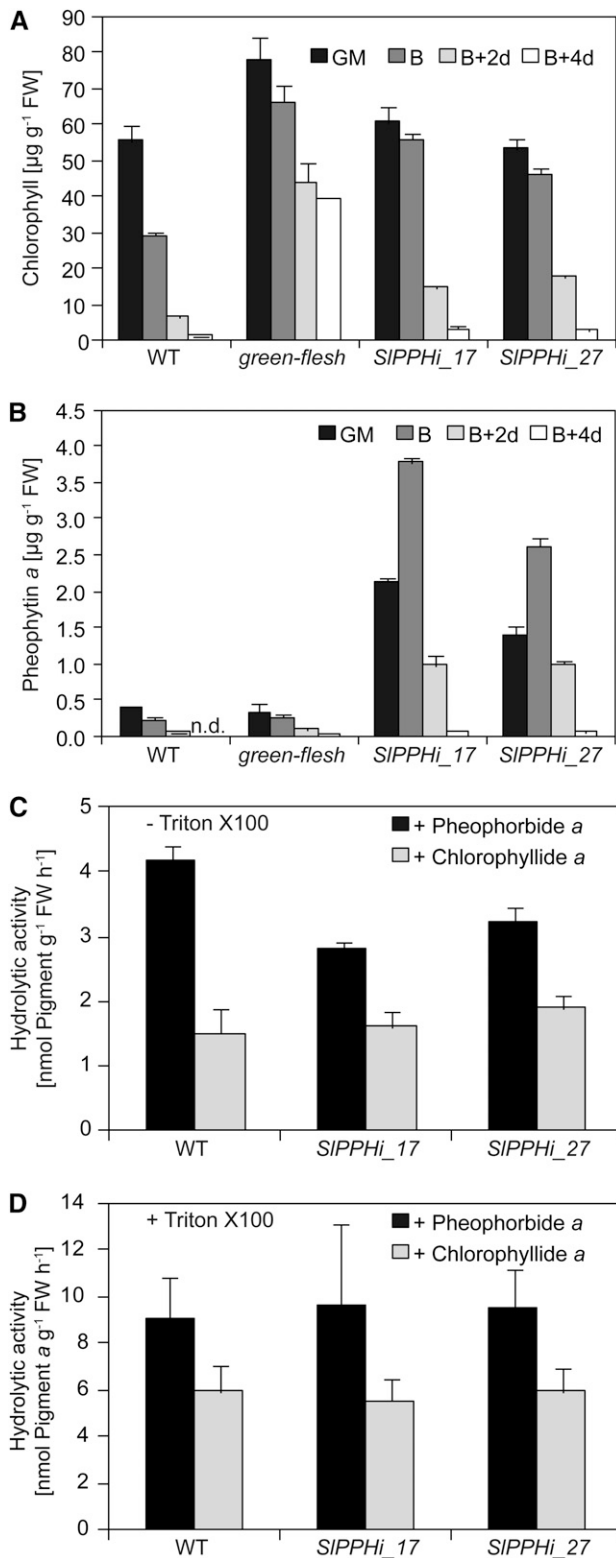 A
Chlorophyll [µg g⁻¹ FW]
90
80
70
60
50
40
30
20
10
0
GM B B+2d B+4d
WT green-flesh SlPPHi_17 SlPPHi_27
B
Pheophytin a [µg g⁻¹ FW]
4.5
4.0
3.5
3.0
2.5
2.0
1.5
1.0
0.5
0.0
GM B B+2d B+4d
n.d.
WT green-flesh SlPPHi_17 SlPPHi_27
C
Hydrolytic activity
[nmol Pigment g⁻¹ FW h⁻¹]
5
4
3
2
1
0
- Triton X100
+ Pheophorbide a
+ Chlorophyllide a
WT SlPPHi_17 SlPPHi_27
D
Hydrolytic activity
[nmol Pigment a g⁻¹ FW h⁻¹]
14
12
10
8
6
4
2
0
+ Triton X100
+ Pheophorbide a
+ Chlorophyllide a
WT SlPPHi_17 SlPPHi_27